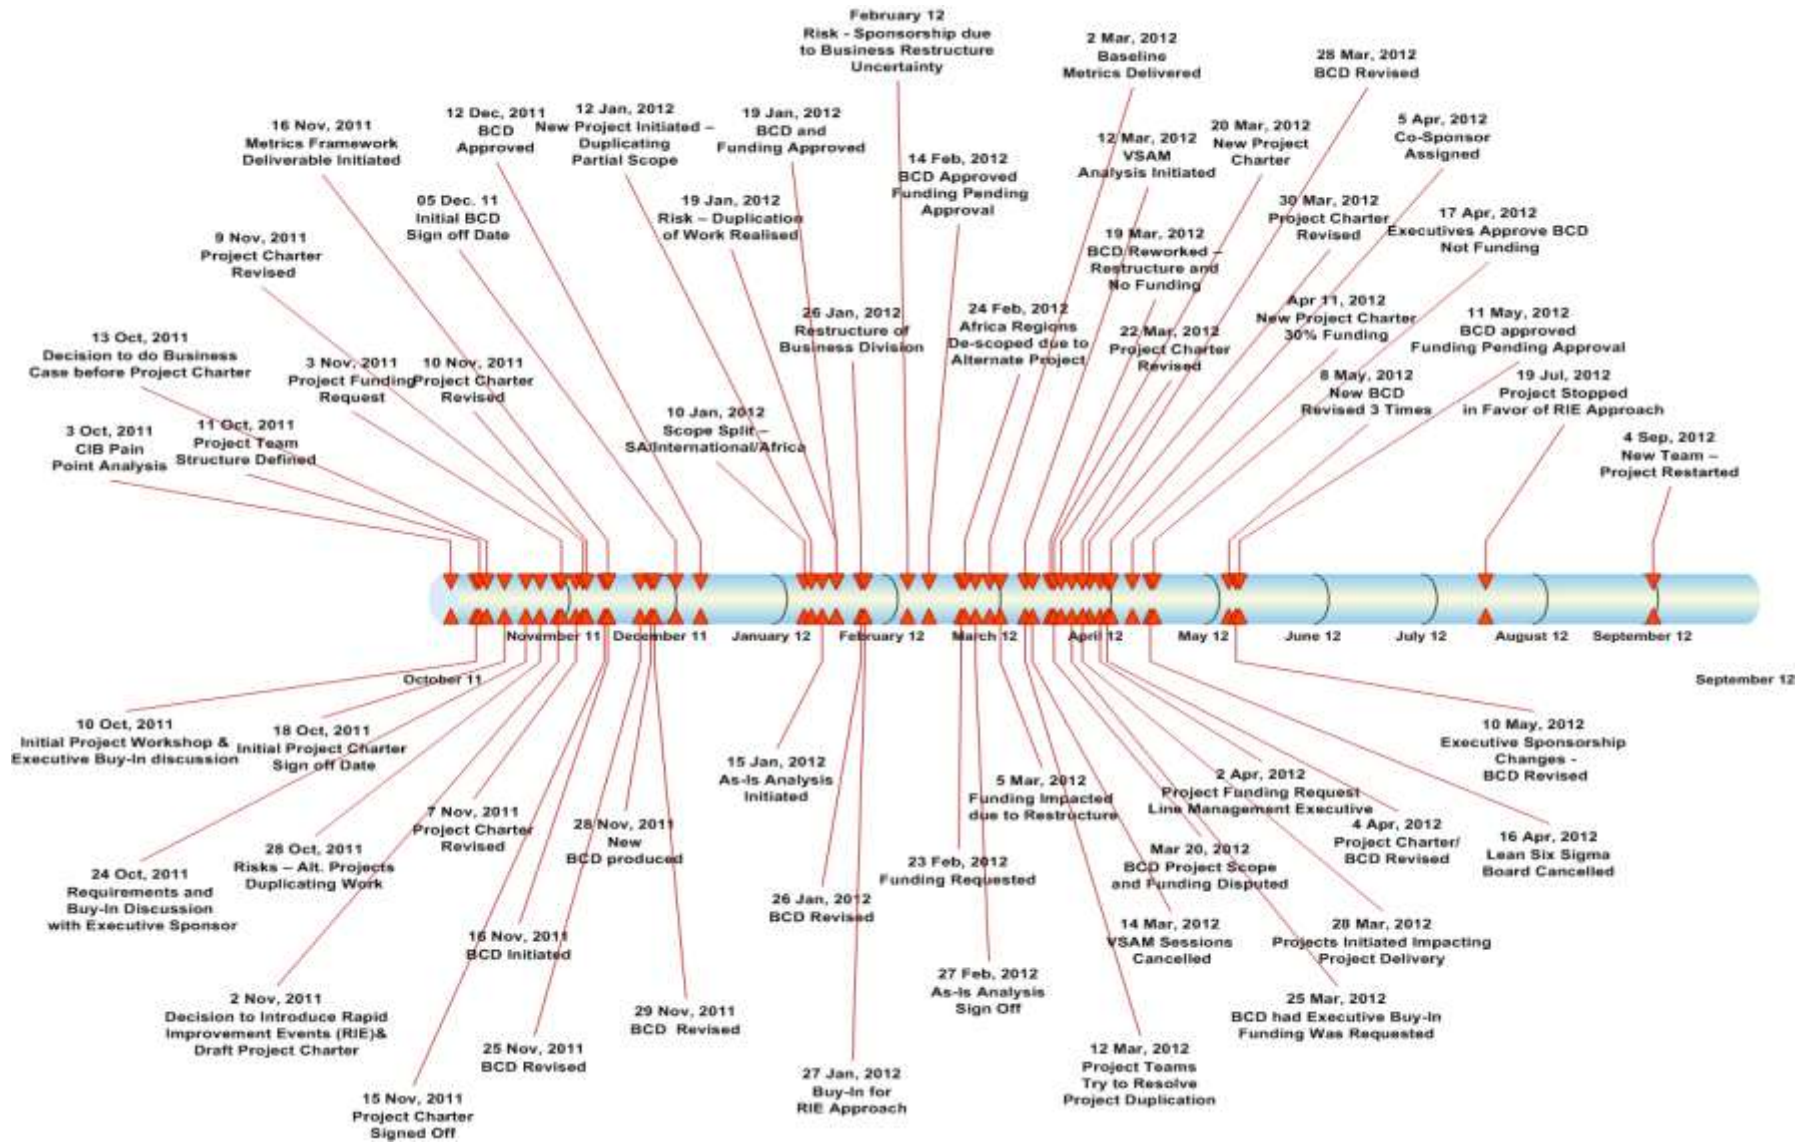 February 12
Risk - Sponsorship due
to Business Restructure
Uncertainty
2 Mar, 2012
Baseline
Metrics Delivered
28 Mar, 2012
BCD Revised
16 Nov, 2011
Metrics Framework
Deliverable Initiated
12 Dec, 2011
BCD
Approved
12 Jan, 2012
New Project Initiated –
Duplicating
Partial Scope
19 Jan, 2012
BCD and
Funding Approved
14 Feb, 2012
BCD Approved
Funding Pending
Approval
12 Mar, 2012
VSAM
Analysis Initiated
20 Mar, 2012
New Project
Charter
5 Apr, 2012
Co-Sponsor
Assigned
9 Nov, 2011
Project Charter
Revised
05 Dec. 11
Initial BCD
Sign off Date
19 Jan, 2012
Risk – Duplication
of Work Realised
19 Mar, 2012
BCD Reworked –
Restructure and
No Funding
30 Mar, 2012
Project Charter
Revised
17 Apr, 2012
Executives Approve BCD
Not Funding
13 Oct, 2011
Decision to do Business
Case before Project Charter
3 Nov, 2011
Project Funding
Request
10 Nov, 2011
Project Charter
Revised
26 Jan, 2012
Restructure of
Business Division
24 Feb, 2012
Africa Regions
De-scoped due to
Alternate Project
22 Mar, 2012
Project Charter
Revised
Apr 11, 2012
New Project Charter
30% Funding
11 May, 2012
BCD approved
Funding Pending Approval
3 Oct, 2011
CIB Pain
Point Analysis
11 Oct, 2011
Project Team
Structure Defined
10 Jan, 2012
Scope Split –
SA/International/Africa
8 May, 2012
New BCD
Revised 3 Times
19 Jul, 2012
Project Stopped
in Favor of RIE Approach
4 Sep, 2012
New Team –
Project Restarted
November 11
December 11
January 12
February 12
March 12
April 12
May 12
June 12
July 12
August 12
September 12
October 11
September 12
10 Oct, 2011
Initial Project Workshop &
Executive Buy-In discussion
18 Oct, 2011
Initial Project Charter
Sign off Date
15 Jan, 2012
As-Is Analysis
Initiated
5 Mar, 2012
Funding Impacted
due to Restructure
2 Apr, 2012
Project Funding Request
Line Management Executive
10 May, 2012
Executive Sponsorship
Changes -
BCD Revised
24 Oct, 2011
Requirements and
Buy-In Discussion
with Executive Sponsor
28 Oct, 2011
Risks – Alt. Projects
Duplicating Work
7 Nov, 2011
Project Charter
Revised
28 Nov, 2011
New
BCD produced
23 Feb, 2012
Funding Requested
Mar 20, 2012
BCD Project Scope
and Funding Disputed
4 Apr, 2012
Project Charter/
BCD Revised
16 Apr, 2012
Lean Six Sigma
Board Cancelled
26 Jan, 2012
BCD Revised
16 Nov, 2011
BCD Initiated
14 Mar, 2012
VSAM Sessions
Cancelled
28 Mar, 2012
Projects Initiated Impacting
Project Delivery
2 Nov, 2011
Decision to Introduce Rapid
Improvement Events (RIE)&
Draft Project Charter
29 Nov, 2011
BCD Revised
27 Feb, 2012
As-Is Analysis
Sign Off
25 Mar, 2012
BCD had Executive Buy-In
Funding Was Requested
25 Nov, 2011
BCD Revised
12 Mar, 2012
Project Teams
Try to Resolve
Project Duplication
15 Nov, 2011
Project Charter
Signed Off
27 Jan, 2012
Buy-In for
RIE Approach